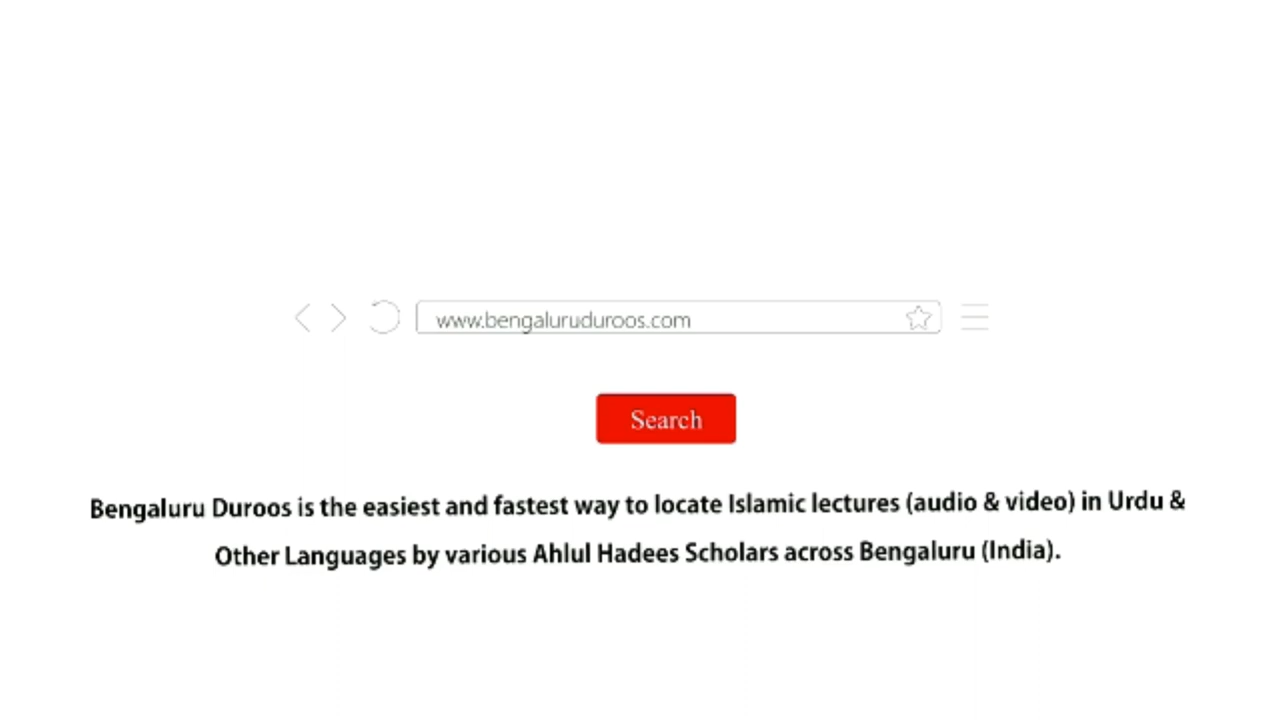 www.bengaluruduroos.com
Search
Bengaluru Duroos is the easiest and fastest way to locate Islamic lectures (audio & video) in Urdu &
Other Languages by various Ahlul Hadees Scholars across Bengaluru (India).